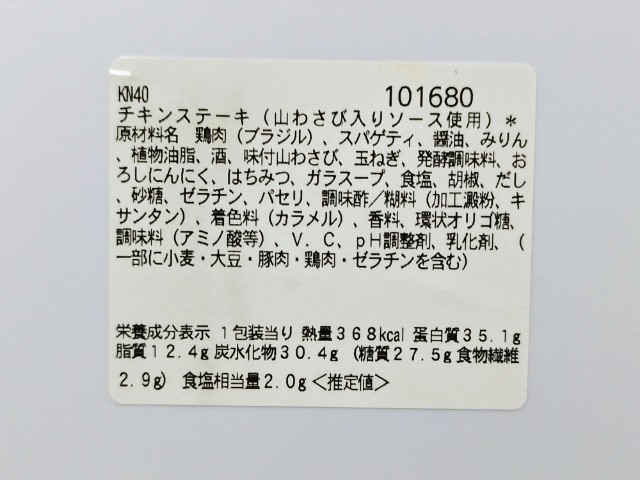 KN40 101680
チキンステーキ（山わさび入りソース使用）＊
原材料名 鶏肉（ブラジル）、スパゲティ、醤油、みりん
、植物油脂、酒、味付山わさび、玉ねぎ、発酵調味料、お
ろしにんにく、はちみつ、ガラスープ、食塩、胡椒、だし
、砂糖、ゼラチン、パセリ、調味酢／糊料（加工澱粉、キ
サンタン）、着色料（カラメル）、香料、環状オリゴ糖、
調味料（アミノ酸等）、Ｖ．Ｃ、ｐＨ調整剤、乳化剤、（
一部に小麦・大豆・豚肉・鶏肉・ゼラチンを含む）
栄養成分表示 １包装当り 熱量３６８kcal 蛋白質３５.１g
脂質１２.４g 炭水化物３０.４g （糖質２７.５g 食物繊維
２.９g） 食塩相当量２.０g＜推定値＞